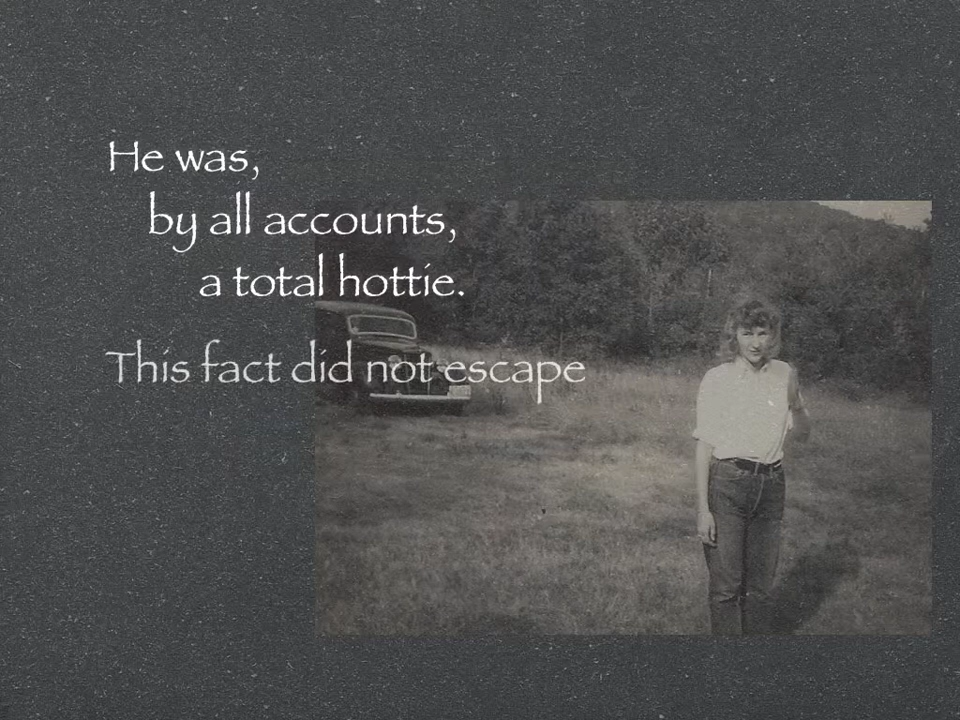 He was,
by all accounts,
a total hottie.
This fact did not escape